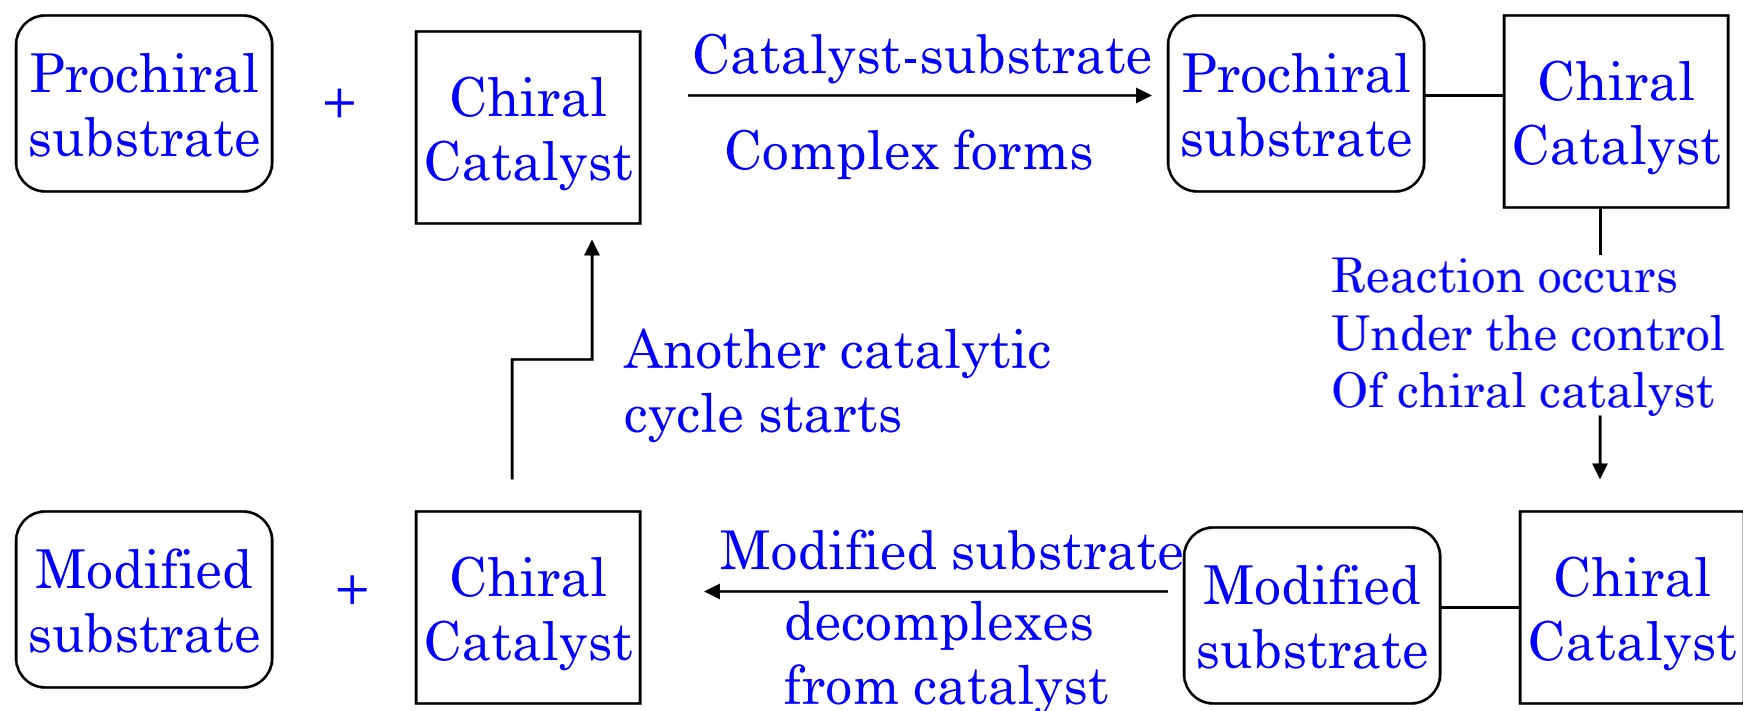 Prochiral
substrate
+
Chiral
Catalyst
Catalyst-substrate
Complex forms
Prochiral
substrate
Chiral
Catalyst
Reaction occurs
Under the control
Of chiral catalyst
Another catalytic
cycle starts
Modified
substrate
+
Chiral
Catalyst
Modified substrate
decomplexes
from catalyst
Modified
substrate
Chiral
Catalyst